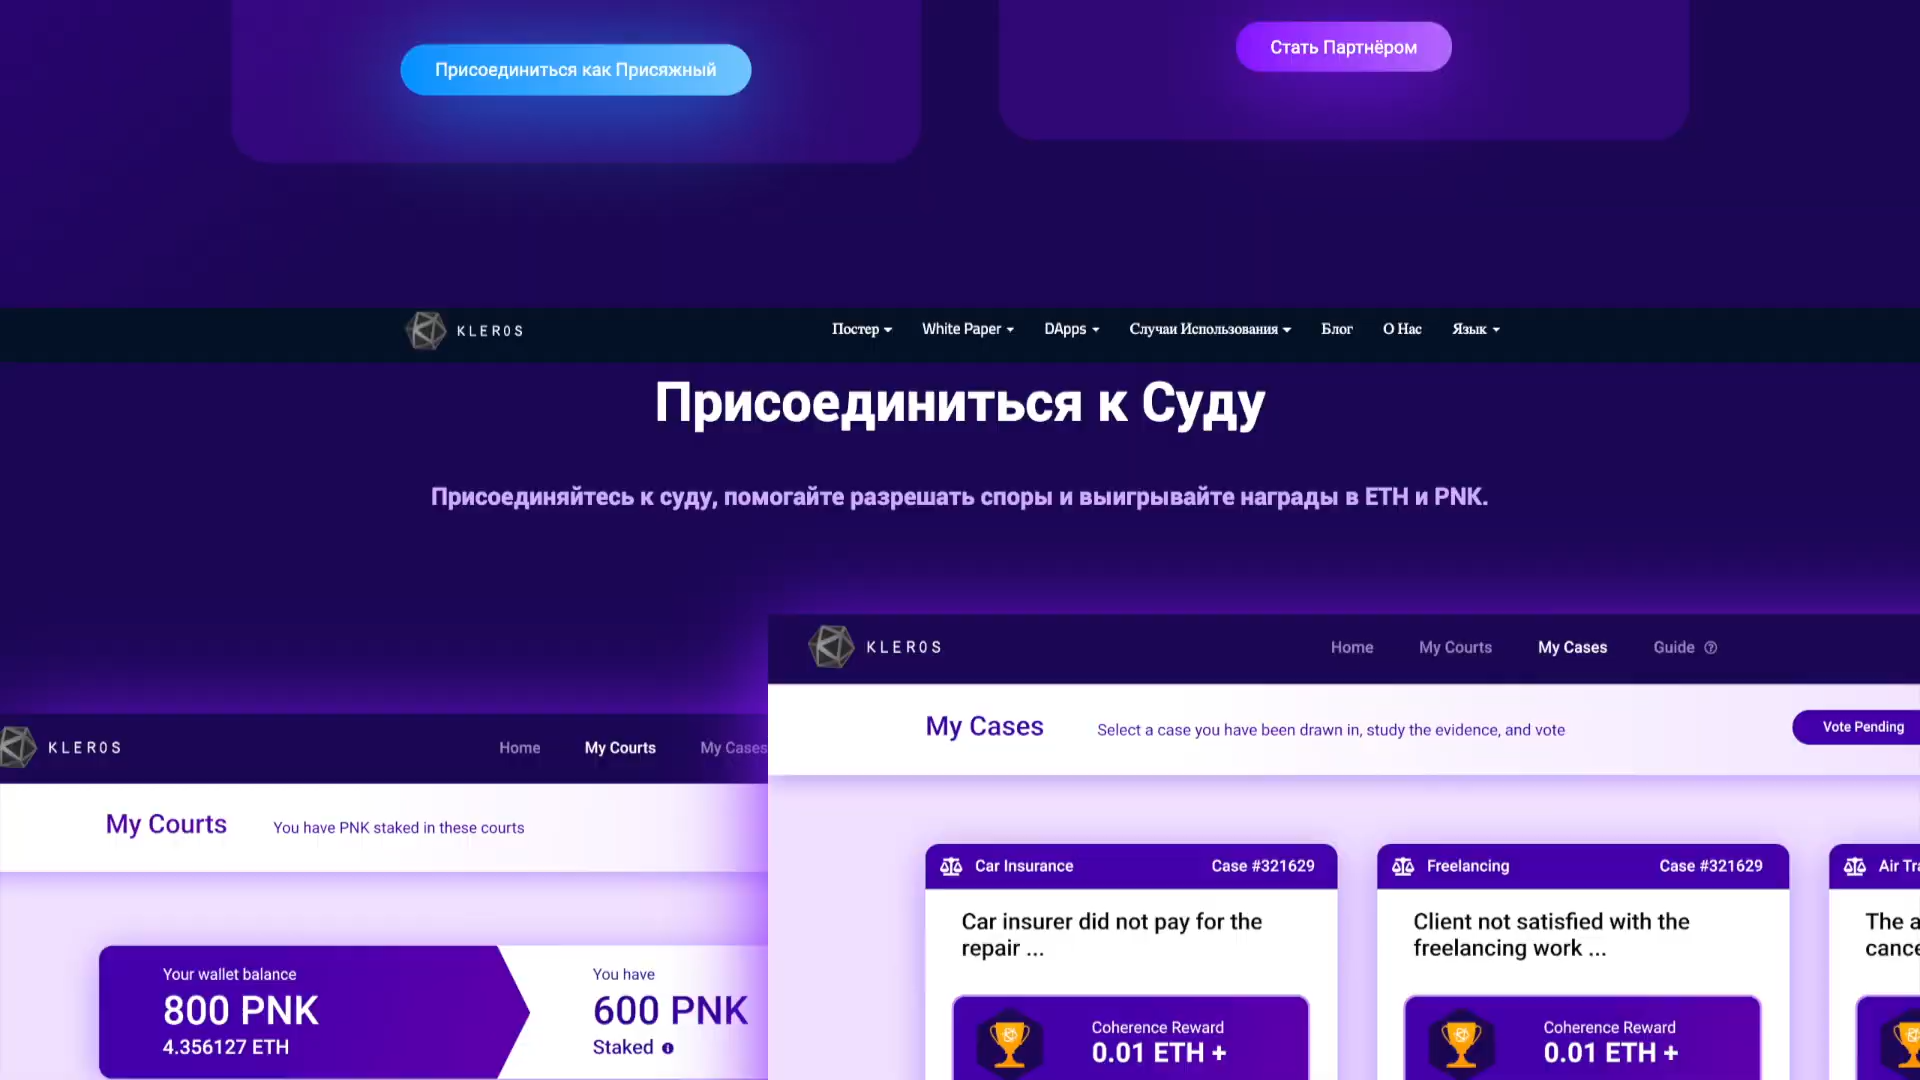 Присоединиться как Присяжный
Стать Партнёром
KLEROS
Постер
White Paper
DApps
Случаи Использования
Блог
О Нас
Язык
Присоединиться к Суду
Присоединяйтесь к суду, помогайте разрешать споры и выигрывайте награды в ETH и PNK.
KLEROS
Home
My Courts
My Cases
My Courts
You have PNK staked in these courts
Your wallet balance
800 PNK
4.356127 ETH
You have
600 PNK
Staked
KLEROS
Home
My Courts
My Cases
Guide
My Cases
Select a case you have been drawn in, study the evidence, and vote
Vote Pending
Car Insurance
Case #321629
Car insurer did not pay for the
repair ...
Coherence Reward
0.01 ETH +
Freelancing
Case #321629
Client not satisfied with the
freelancing work ...
Coherence Reward
0.01 ETH +
Air
The